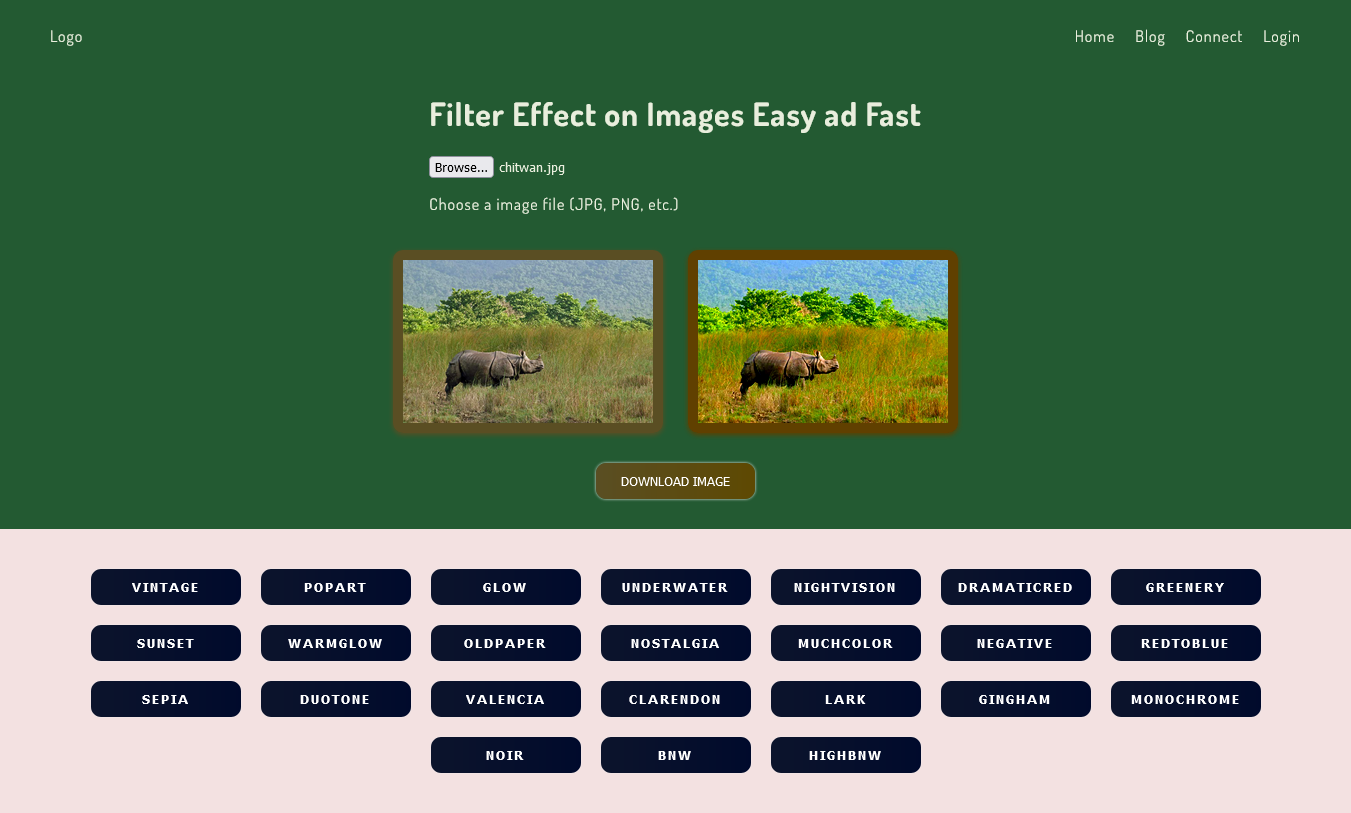 Logo Home Blog Connect Login
Filter Effect on Images Easy ad Fast
Browse... chitwan.jpg
Choose a image file (JPG, PNG, etc.)
DOWNLOAD IMAGE
VINTAGE POPART GLOW UNDERWATER NIGHTVISION DRAMATICRED GREENERY
SUNSET WARMGLOW OLDPAPER NOSTALGIA MUCHCOLOR NEGATIVE REDTOBLUE
SEPIA DUOTONE VALENCIA CLARENDON LARK GINGHAM MONOCHROME
NOIR BNW HIGHBNW